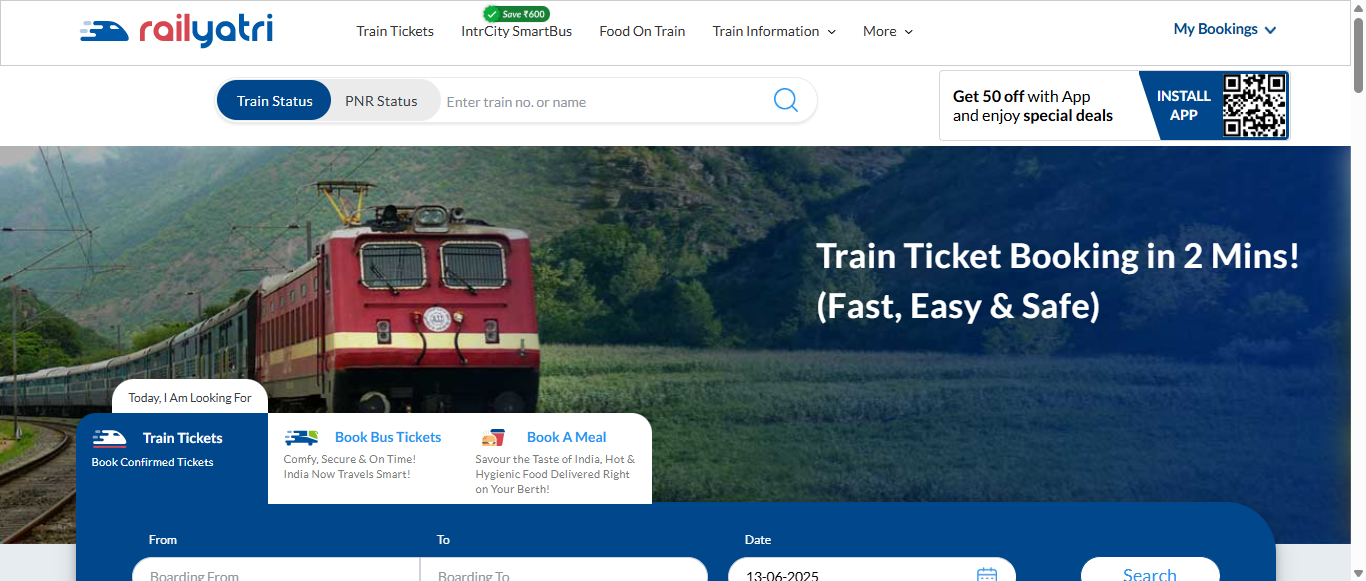 railyatri
Train Tickets
Save ₹600
IntrCity SmartBus
Food On Train
Train Information
More
My Bookings
Train Status
PNR Status
Enter train no. or name
Get 50 off with App
and enjoy special deals
INSTALL
APP
Train Ticket Booking in 2 Mins!
(Fast, Easy & Safe)
Today, I Am Looking For
Train Tickets
Book Confirmed Tickets
Book Bus Tickets
Comfy, Secure & On Time!
India Now Travels Smart!
Book A Meal
Savour the Taste of India, Hot &
Hygienic Food Delivered Right
on Your Berth!
From
To
Date
Boarding From
Boarding To
13-06-2025
Search